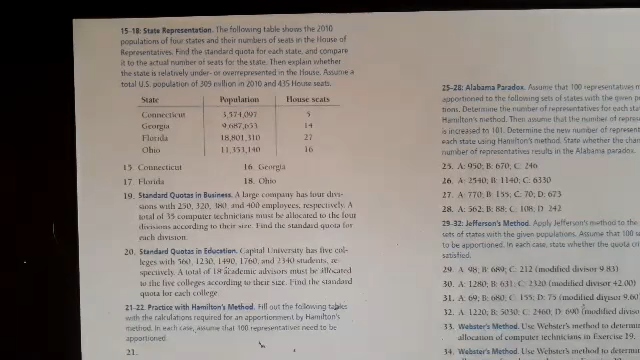 15–18: State Representation. The following table shows the 2010
populations of four states and their numbers of seats in the House of
Representatives. Find the standard quota for each state, and compare
it to the actual number of seats for the state. Then explain whether
the state is relatively under- or overrepresented in the House. Assume a
total U.S. population of 309 million in 2010 and 435 House seats.
State Population House seats
Connecticut 3,574,097 5
Georgia 9,687,653 14
Florida 18,801,310 27
Ohio 11,353,140 16
15. Connecticut 16. Georgia
17. Florida 18. Ohio
19. Standard Quotas in Business. A large company has four divi-
sions with 250, 320, 380, and 400 employees, respectively. A
total of 35 computer technicians must be allocated to the four
divisions according to their size. Find the standard quota for
each division.
20. Standard Quotas in Education. Capital University has five col-
leges with 560, 1230, 1490, 1760, and 2340 students, re-
spectively. A total of 18 academic advisors must be allocated
to the five colleges according to their size. Find the standard
quota for each college.
21–22: Practice with Hamilton's Method. Fill out the following tables
with the calculations required for an apportionment by Hamilton's
method. In each case, assume that 100 representatives need to be
apportioned.
21.
25–28: Alabama Paradox. Assume that 100 representatives
apportioned to the following sets of states with the given
tions. Determine the number of representatives for each
Hamilton's method. Then assume that the number of
is increased to 101. Determine the new number of
each state using Hamilton's method. State whether the
number of representatives results in the Alabama paradox.
25. A: 950; B: 670; C: 246
26. A: 2540; B: 1140; C: 6330
27. A: 770; B: 155; C: 70; D: 673
28. A: 562; B: 88; C: 108; D: 242
29–32: Jefferson's Method. Apply Jefferson's method to the
sets of states with the given populations. Assume that 100
to be apportioned. In each case, state whether the quota
satisfied.
29. A: 98; B: 689; C: 212 (modified divisor 9.83)
30. A: 1280; B: 631; C: 2320 (modified divisor 42.00)
31. A: 69; B: 680; C: 155; D: 75 (modified divisor 9.60
32. A: 1220; B: 5030; C: 2460; D: 690 (modified divisor
33. Webster's Method. Use Webster's method to determine
allocation of computer technicians in Exercise 19.
34. Webster's Method. Use Webster's method to